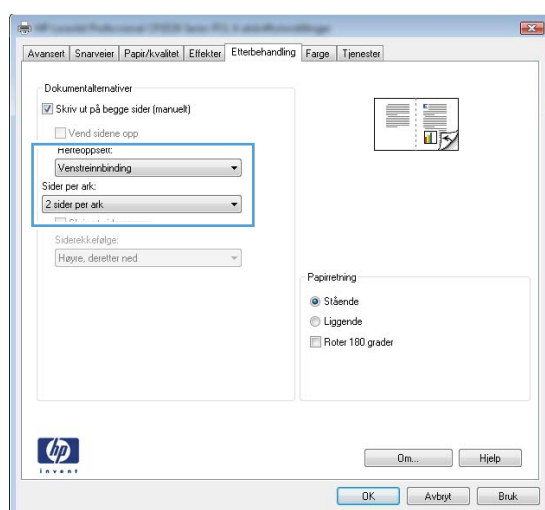 Avansert Snarveier Papir/kvalitet Effekter Etterbehandling Farge Tjenester
Dokumentalternativer
Skriv ut på begge sider (manuelt)
Vend sidene opp
Hefteoppsett:
Venstreinnbinding
Sider per ark:
2 sider per ark
Siderekkefølge:
Høyre, deretter ned
Papirretning
Stående
Liggende
Roter 180 grader
hp
invent
Om... Hjelp
OK Avbryt Bruk